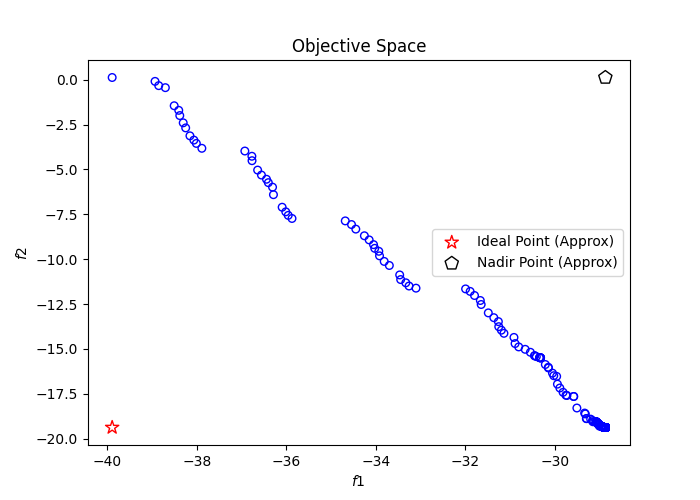 Objective Space
0.0
−2.5
−5.0
−7.5
−10.0
−12.5
−15.0
−17.5
−20.0
f2
Ideal Point (Approx)
Nadir Point (Approx)
−40 −38 −36 −34 −32 −30
f1